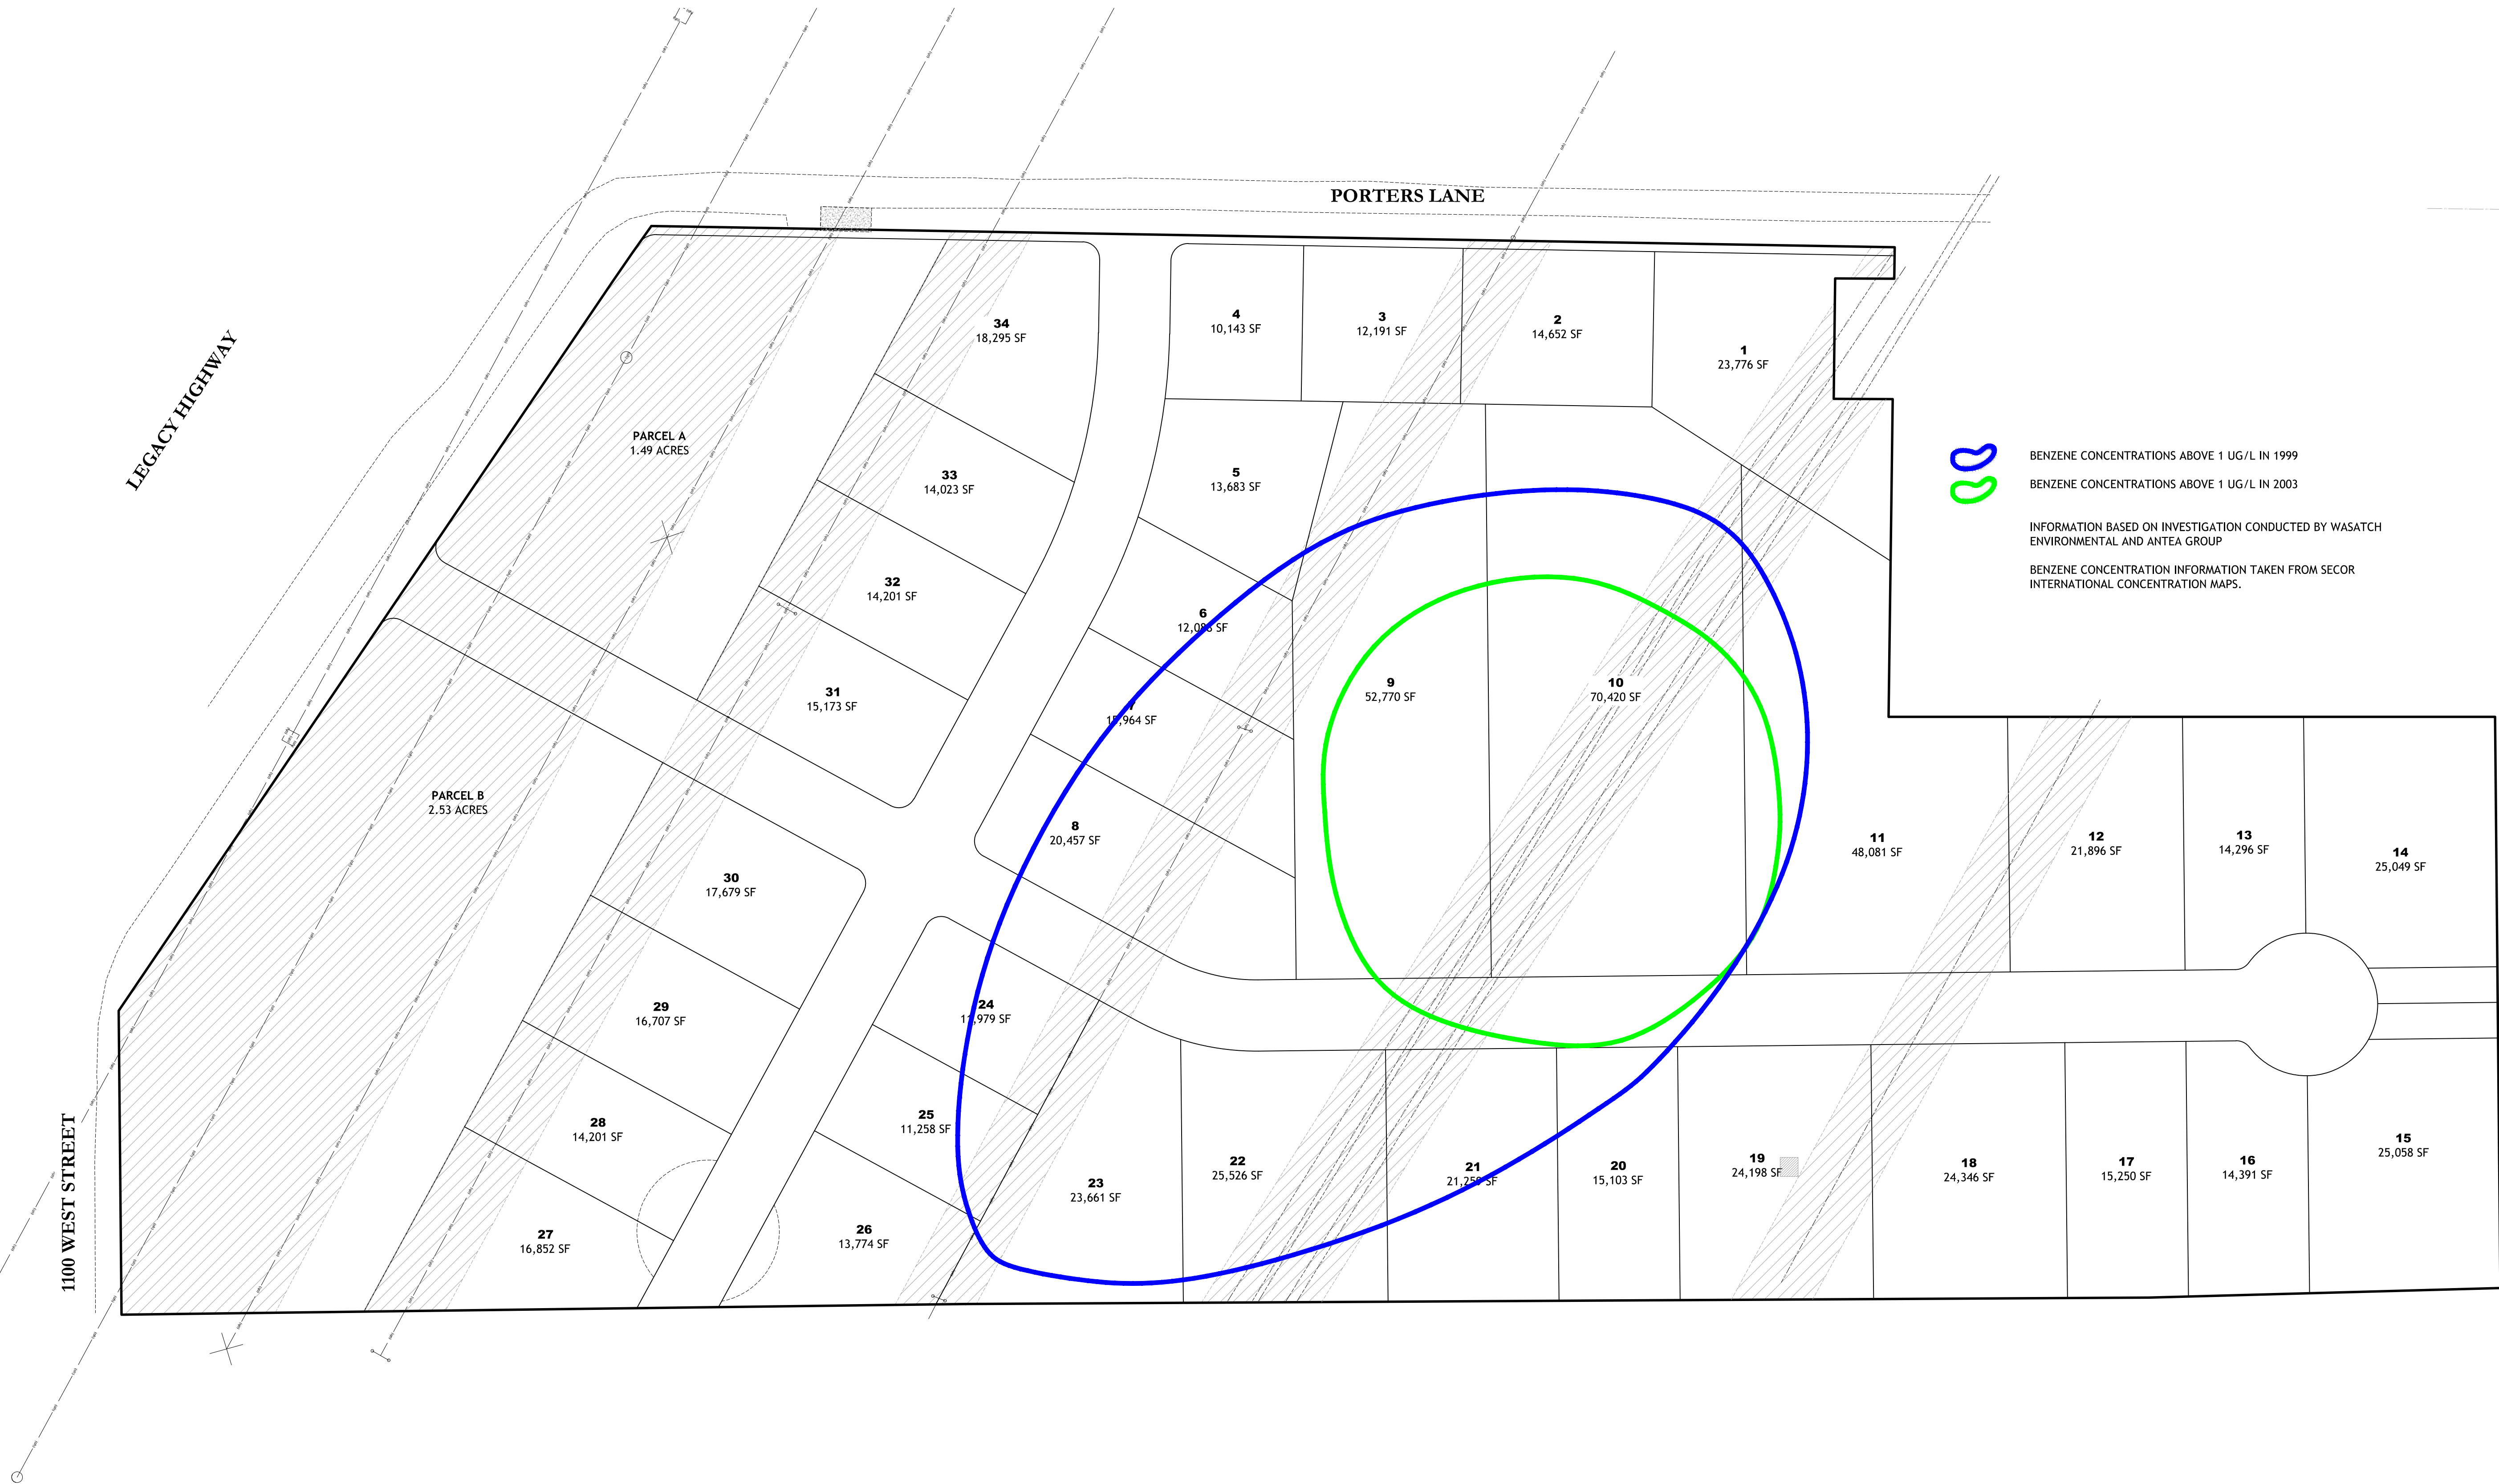 PORTERS LANE
LEGACY HIGHWAY
1100 WEST STREET
34
18,295 SF
4
10,143 SF
3
12,191 SF
2
14,652 SF
1
23,776 SF
PARCEL A
1.49 ACRES
33
14,023 SF
5
13,683 SF
BENZENE CONCENTRATIONS ABOVE 1 UG/L IN 1999
BENZENE CONCENTRATIONS ABOVE 1 UG/L IN 2003
INFORMATION BASED ON INVESTIGATION CONDUCTED BY WASATCH
ENVIRONMENTAL AND ANTEA GROUP
BENZENE CONCENTRATION INFORMATION TAKEN FROM SECOR
INTERNATIONAL CONCENTRATION MAPS.
32
14,201 SF
6
SF
31
15,173 SF
7
SF
9
52,770 SF
10
70,420 SF
PARCEL B
2.53 ACRES
8
20,457 SF
11
48,081 SF
12
21,896 SF
13
14,296 SF
14
25,049 SF
30
17,679 SF
29
16,707 SF
24
SF
28
14,201 SF
25
11,258 SF
23
23,661 SF
22
25,526 SF
21
SF
20
15,103 SF
19
24,198 SF
18
24,346 SF
17
15,250 SF
16
14,391 SF
15
25,058 SF
27
16,852 SF
26
13,774 SF